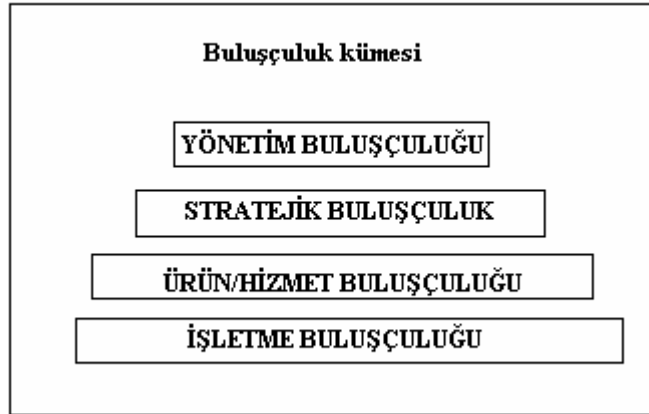 Buluşçuluk kümesi
YÖNETİM BULUŞÇULUĞU
STRATEJİK BULUŞÇULUK
ÜRÜN/HİZMET BULUŞÇULUĞU
İŞLETME BULUŞÇULUĞU